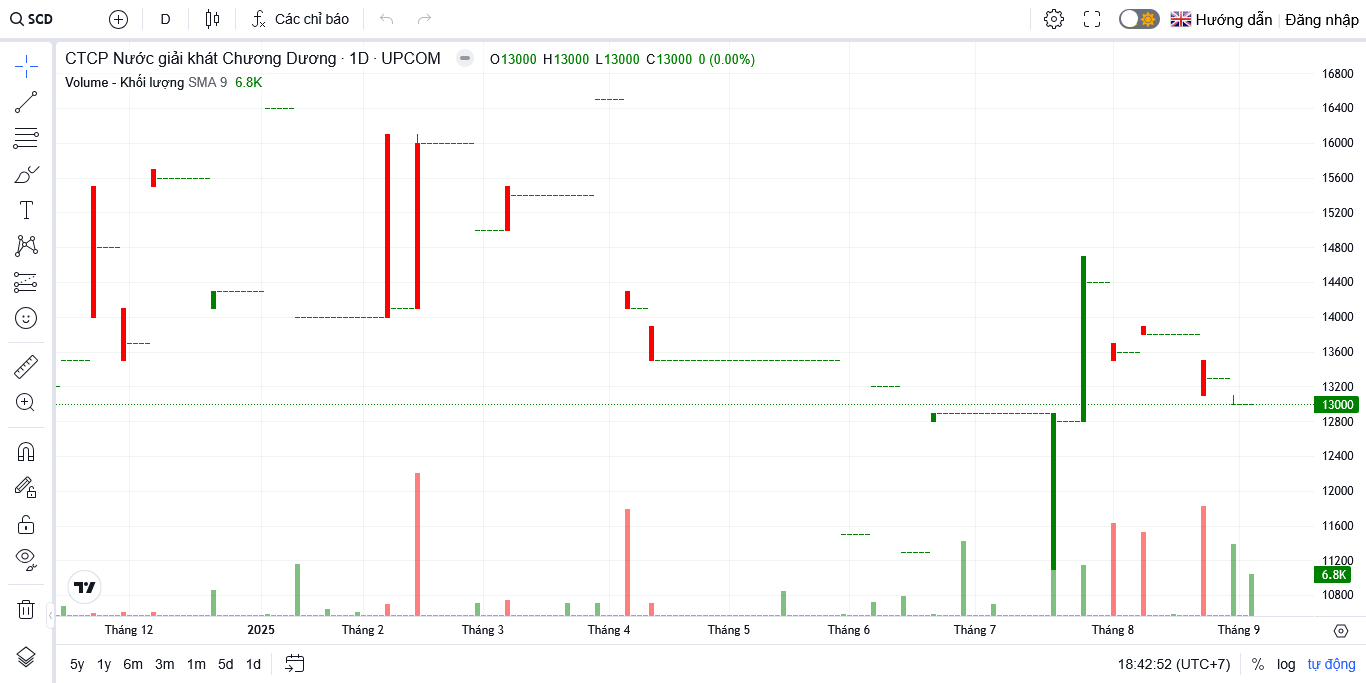 SCD D Các chỉ báo Hướng dẫn Đăng nhập
CTCP Nước giải khát Chương Dương · 1D · UPCOM O13000 H13000 L13000 C13000 0 (0.00%)
Volume - Khối lượng SMA 9 6.8K
16800
16400
16000
15600
15200
14800
14400
14000
13600
13200
13000
12800
12400
12000
11600
11200
6.8K
10800
Tháng 12 2025 Tháng 2 Tháng 3 Tháng 4 Tháng 5 Tháng 6 Tháng 7 Tháng 8 Tháng 9
5y 1y 6m 3m 1m 5d 1d 18:42:52 (UTC+7) % log tự động